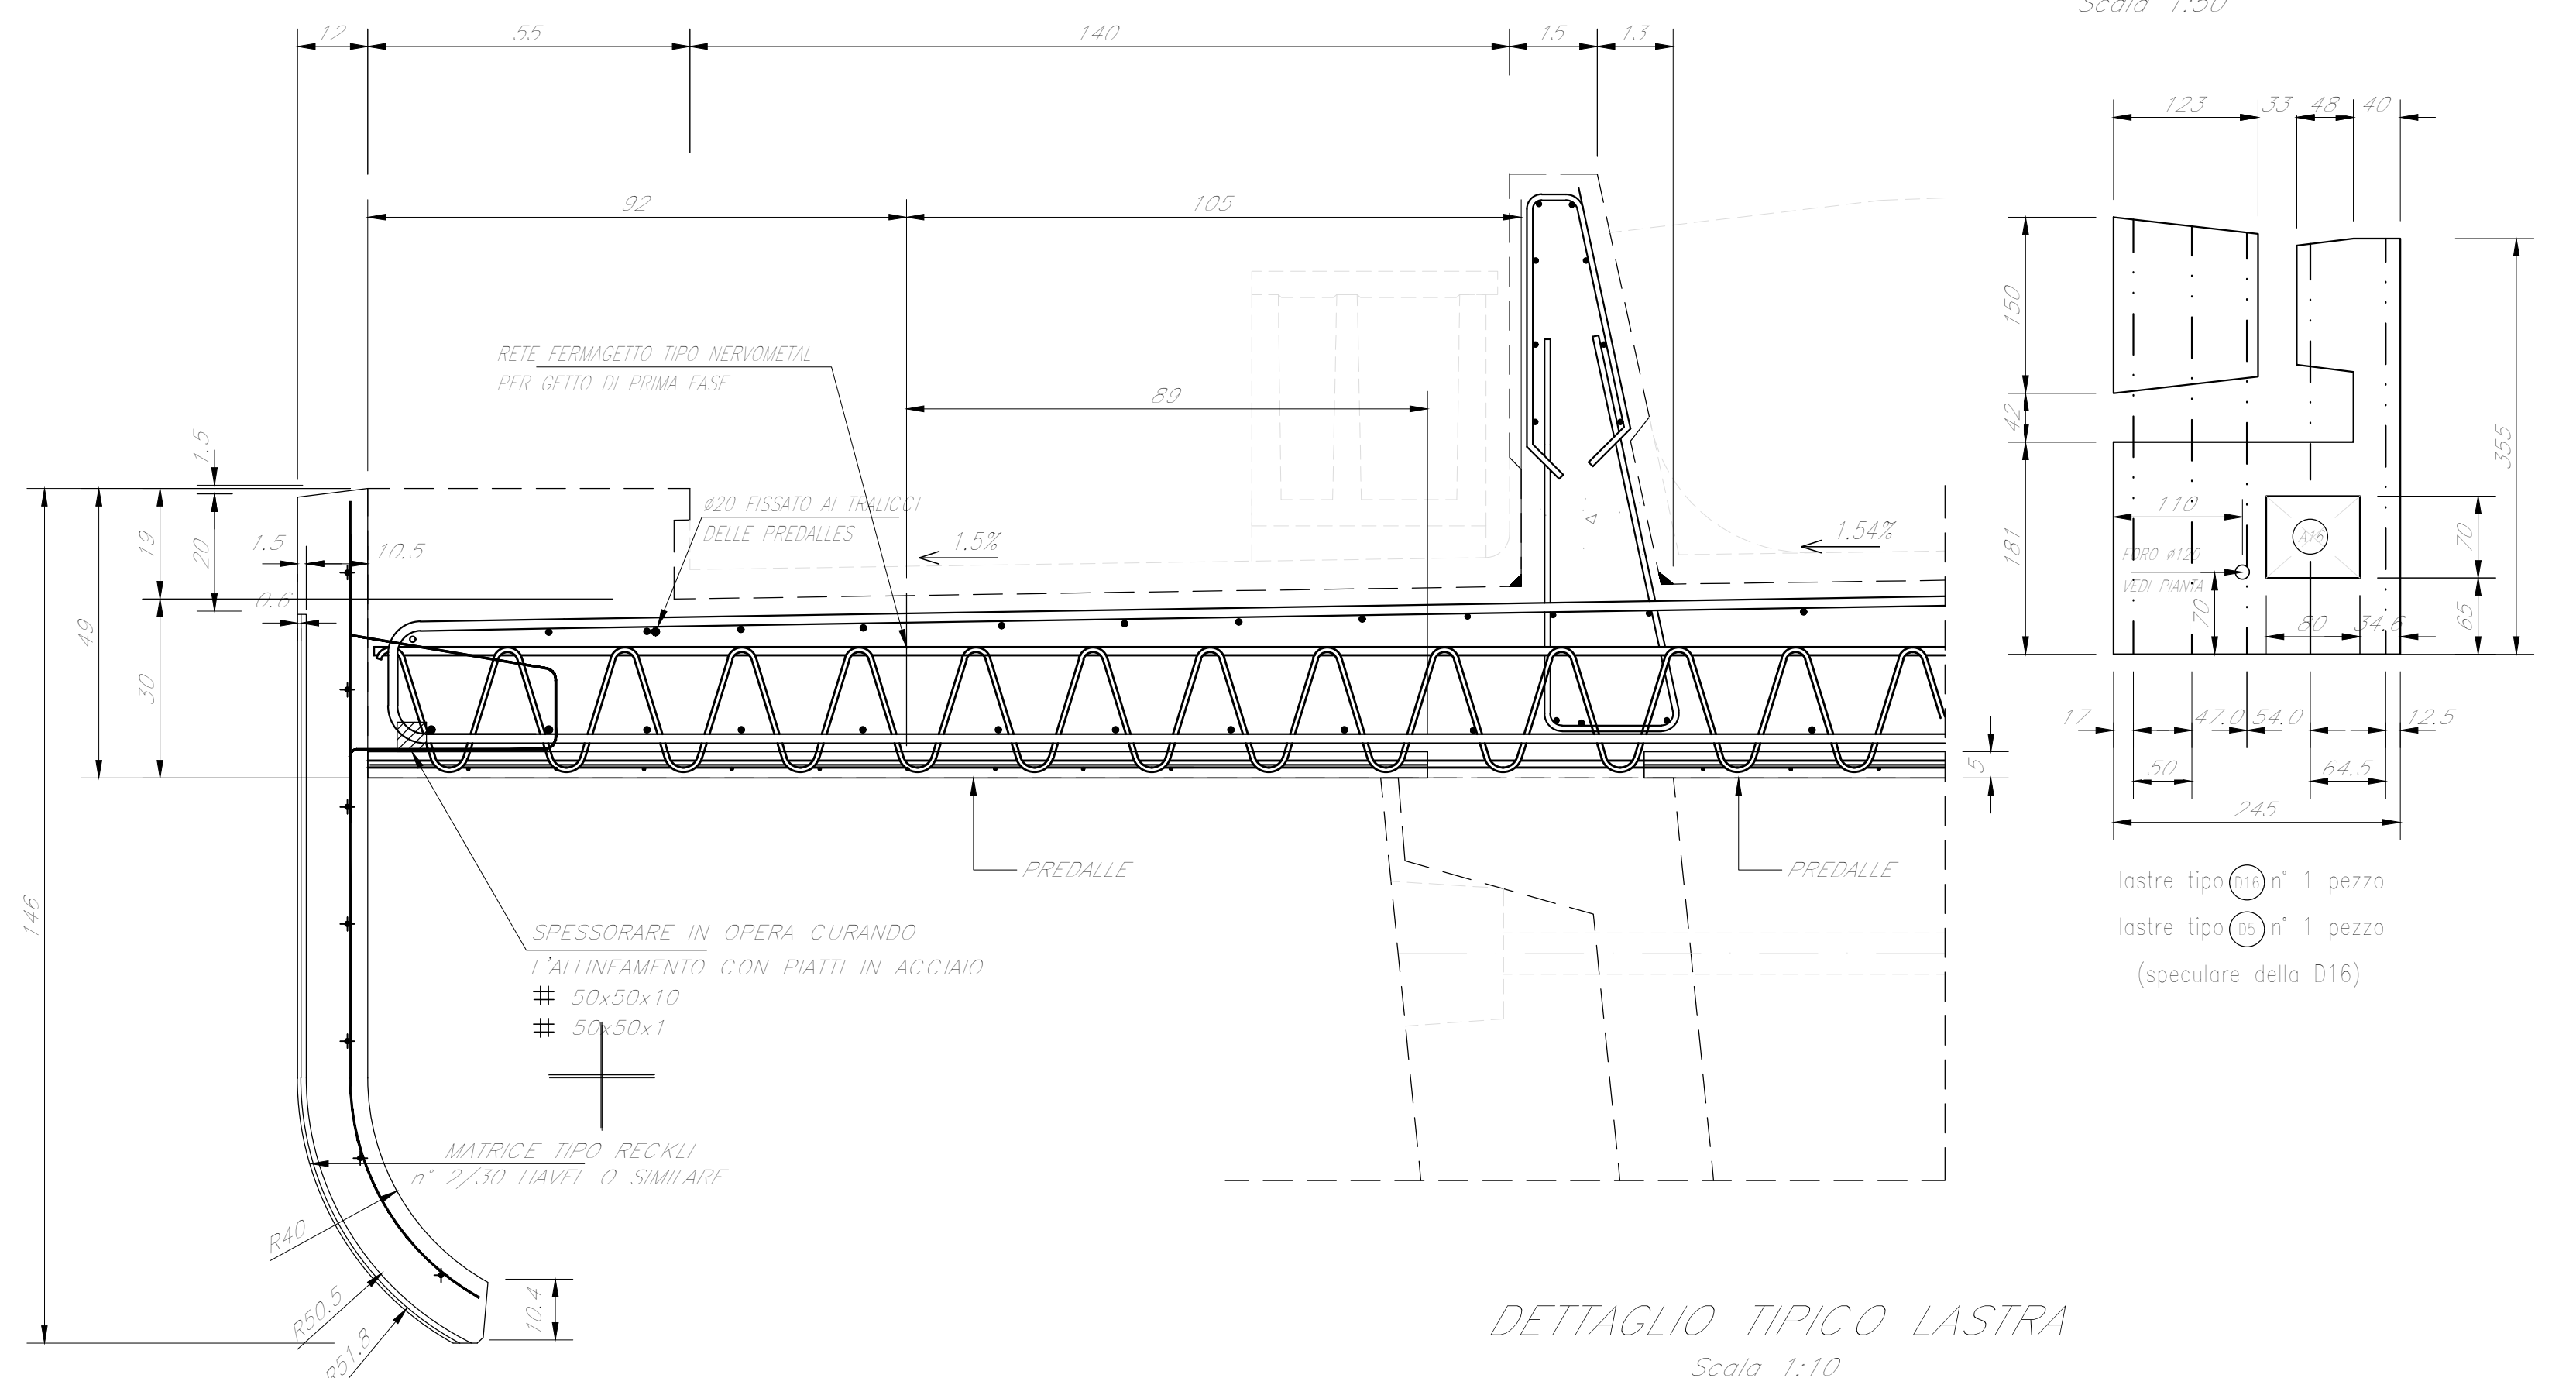 Scala 1:50
12
55
140
15
13
123
33
48
40
92
105
RETE FERMAGETTO TIPO NERVOMETAL
PER GETTO DI PRIMA FASE
89
150
42
355
1.5
ø20 FISSATO AI TRALICCI
DELLE PREDALLES
1.5%
1.54%
19
20
1.5
10.5
0.6
49
30
110
A16
FORO ø120
VEDI PIANTA
181
70
70
65
80
34.6
17
47.0
54.0
12.5
5
50
64.5
245
146
PREDALLE
PREDALLE
lastre tipo D16 n° 1 pezzo
lastre tipo D5 n° 1 pezzo
(speculare della D16)
SPESSORARE IN OPERA CURANDO
L'ALLINEAMENTO CON PIATTI IN ACCIAIO
# 50x50x10
# 50x50x1
MATRICE TIPO RECKLI
n° 2/30 HAVEL O SIMILARE
R40
R50.5
R51.8
10.4
DETTAGLIO TIPICO LASTRA
Scala 1:10